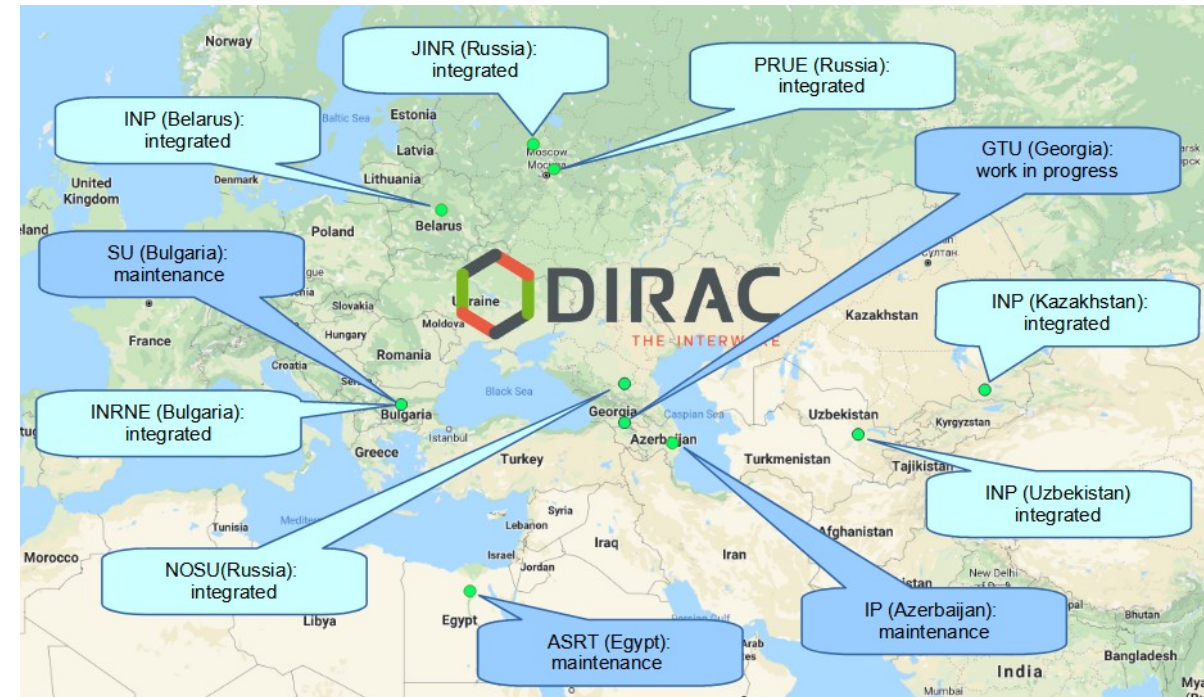 Norway
JINR (Russia):
integrated
PRUE (Russia):
integrated
INP (Belarus):
integrated
Baltic Sea
Estonia
Latvia
Moscow
GTU (Georgia):
work in progress
Lithuania
United
Kingdom
Denmark
Belarus
Poland
SU (Bulgaria):
maintenance
DIRAC
THE INTERWARE
Slovakia
Ukraine
Moldova
Kazakhstan
INP (Kazakhstan):
integrated
France
Hungary
Romania
Croatia
Black Sea
INRNE (Bulgaria):
integrated
Bulgaria
Istanbul
Georgia
Caspian Sea
Uzbekistan
Kyrgyzstan
Greece
Turkey
Azerbaijan
Turkmenistan
Tajikistan
INP (Uzbekistan)
integrated
Tunisia
Syria
Lebanon
Iraq
Iran
Afghanistan
Morocco
NOSU(Russia):
integrated
Israel
Jordan
New Delhi
Libya
Egypt
ASRT (Egypt):
maintenance
IP (Azerbaijan):
maintenance
Bhutan
Bangladesh
India
Mumbai